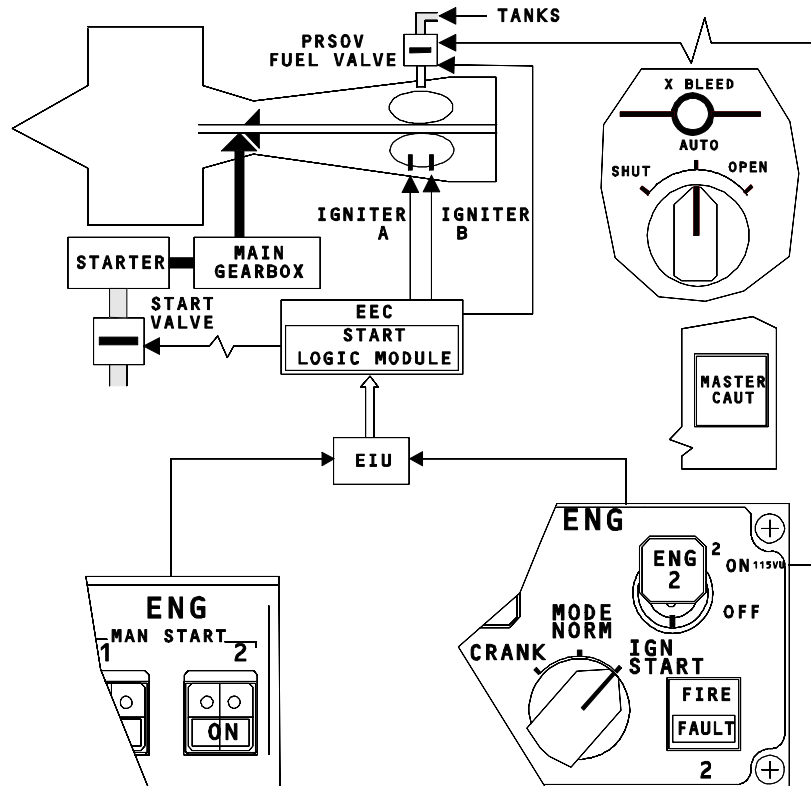 TANKS
PRSOV
FUEL VALVE
X BLEED
AUTO
SHUT
OPEN
IGNITER
A
IGNITER
B
STARTER
MAIN
GEARBOX
START
VALVE
EEC
START
LOGIC MODULE
MASTER
CAUT
EIU
ENG
MAN START
1
2
ON
ENG
ENG
2
2
ON
115VU
OFF
MODE
NORM
CRANK
IGN
START
FIRE
FAULT
2